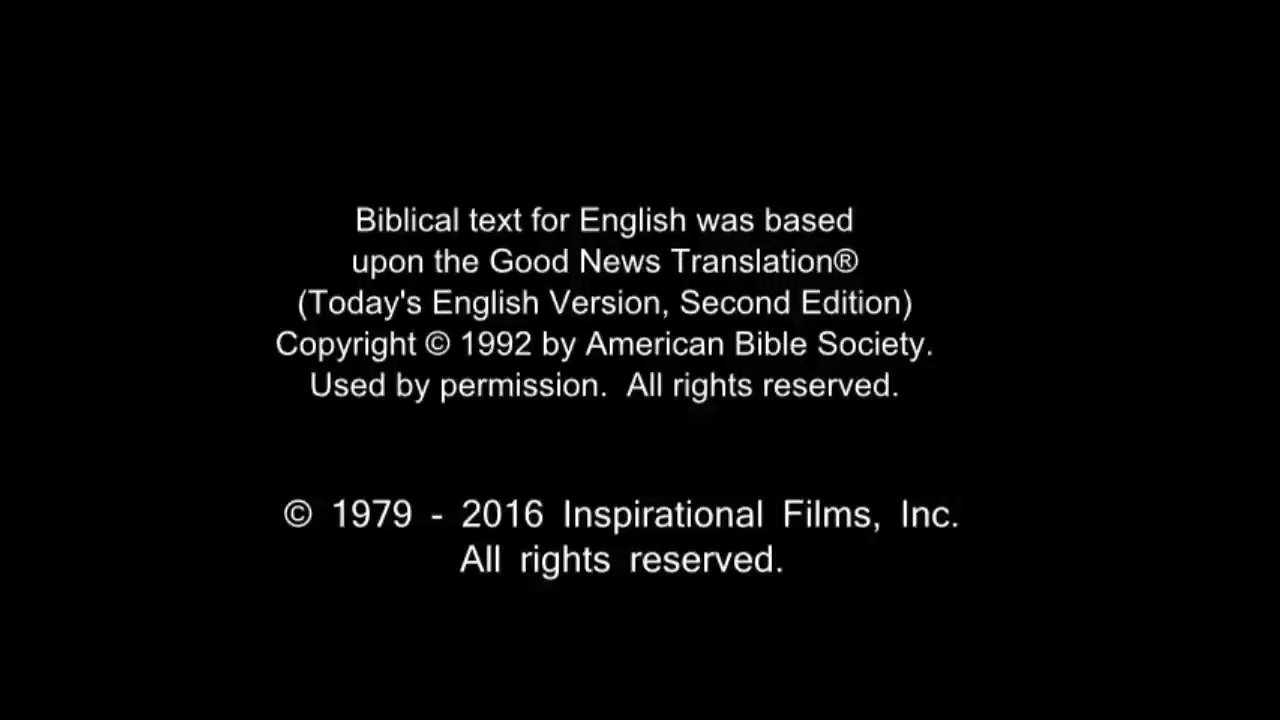 Biblical text for English was based
upon the Good News Translation®
(Today's English Version, Second Edition)
Copyright © 1992 by American Bible Society.
Used by permission.  All rights reserved.
© 1979 - 2016 Inspirational Films, Inc.
All rights reserved.